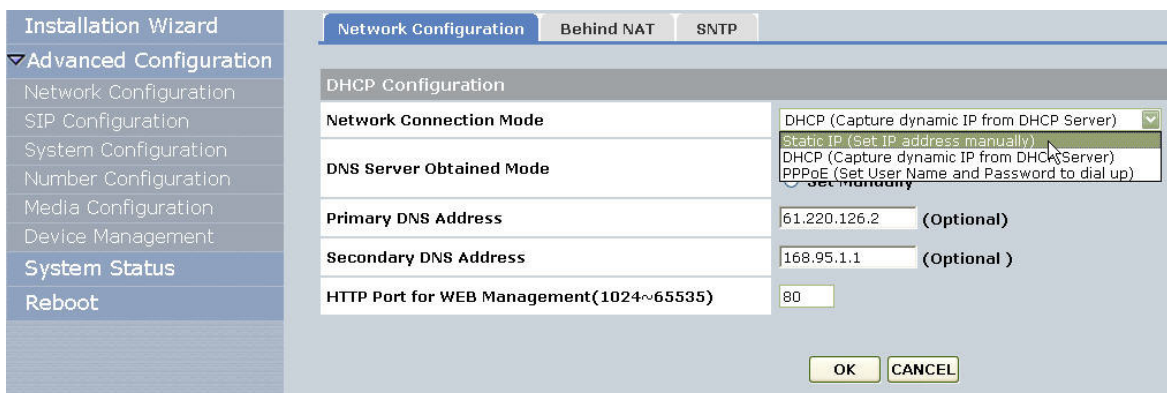 Installation Wizard
Advanced Configuration
Network Configuration
SIP Configuration
System Configuration
Number Configuration
Media Configuration
Device Management
System Status
Reboot
Network Configuration
Behind NAT
SNTP
DHCP Configuration
Network Connection Mode
DHCP (Capture dynamic IP from DHCP Server)
Static IP (Set IP address manually)
DHCP (Capture dynamic IP from DHCP Server)
PPPoE (Set User Name and Password to dial up)
DNS Server Obtained Mode
Set Manually
Primary DNS Address
61.220.126.2 (Optional)
Secondary DNS Address
168.95.1.1 (Optional )
HTTP Port for WEB Management(1024~65535)
80
OK
CANCEL